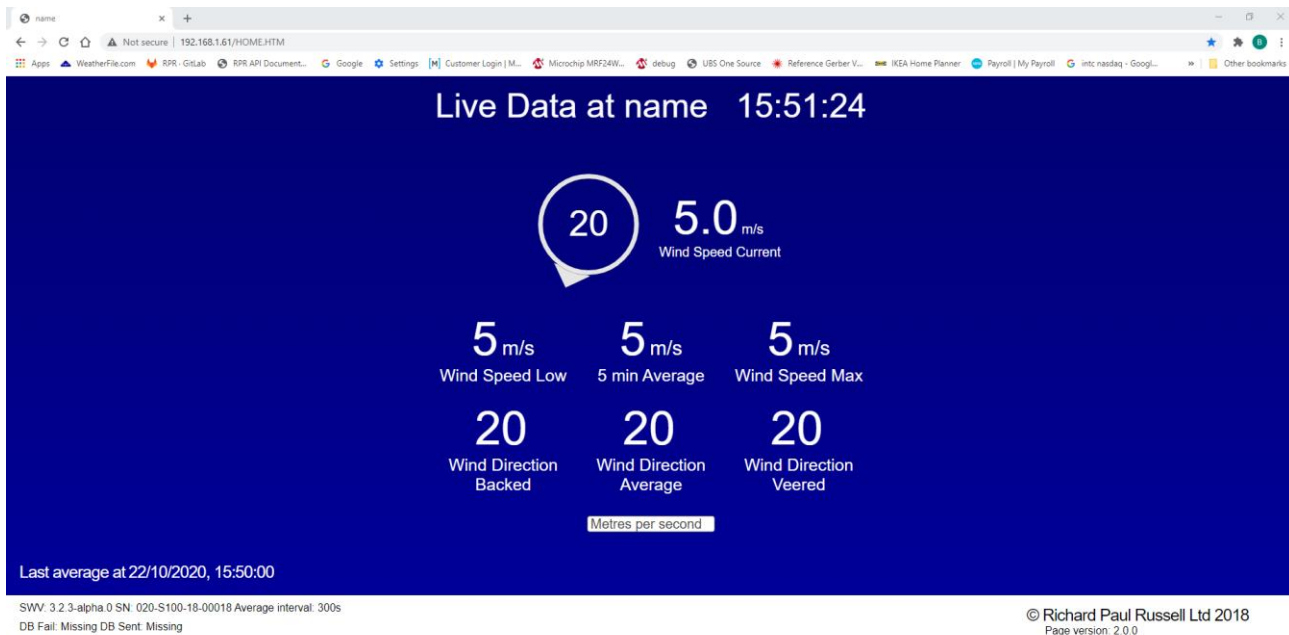 name
Not secure | 192.168.1.61/HOME.HTM
B
Apps WeatherFile.com RPR · GitLab RPR API Document... Google Settings Customer Login | M... Microchip MRF24W... debug UBS One Source Reference Gerber V... IKEA Home Planner Payroll | My Payroll intc nasdaq - Googl... » Other bookmarks
Live Data at name 15:51:24
20 5.0 m/s
Wind Speed Current
5 m/s 5 m/s 5 m/s
Wind Speed Low 5 min Average Wind Speed Max
20 20 20
Wind Direction Wind Direction Wind Direction
Backed Average Veered
Metres per second
Last average at 22/10/2020, 15:50:00
SWV: 3.2.3-alpha.0 SN: 020-S100-18-00018 Average interval: 300s
DB Fail: Missing DB Sent: Missing
© Richard Paul Russell Ltd 2018
Page version: 2.0.0